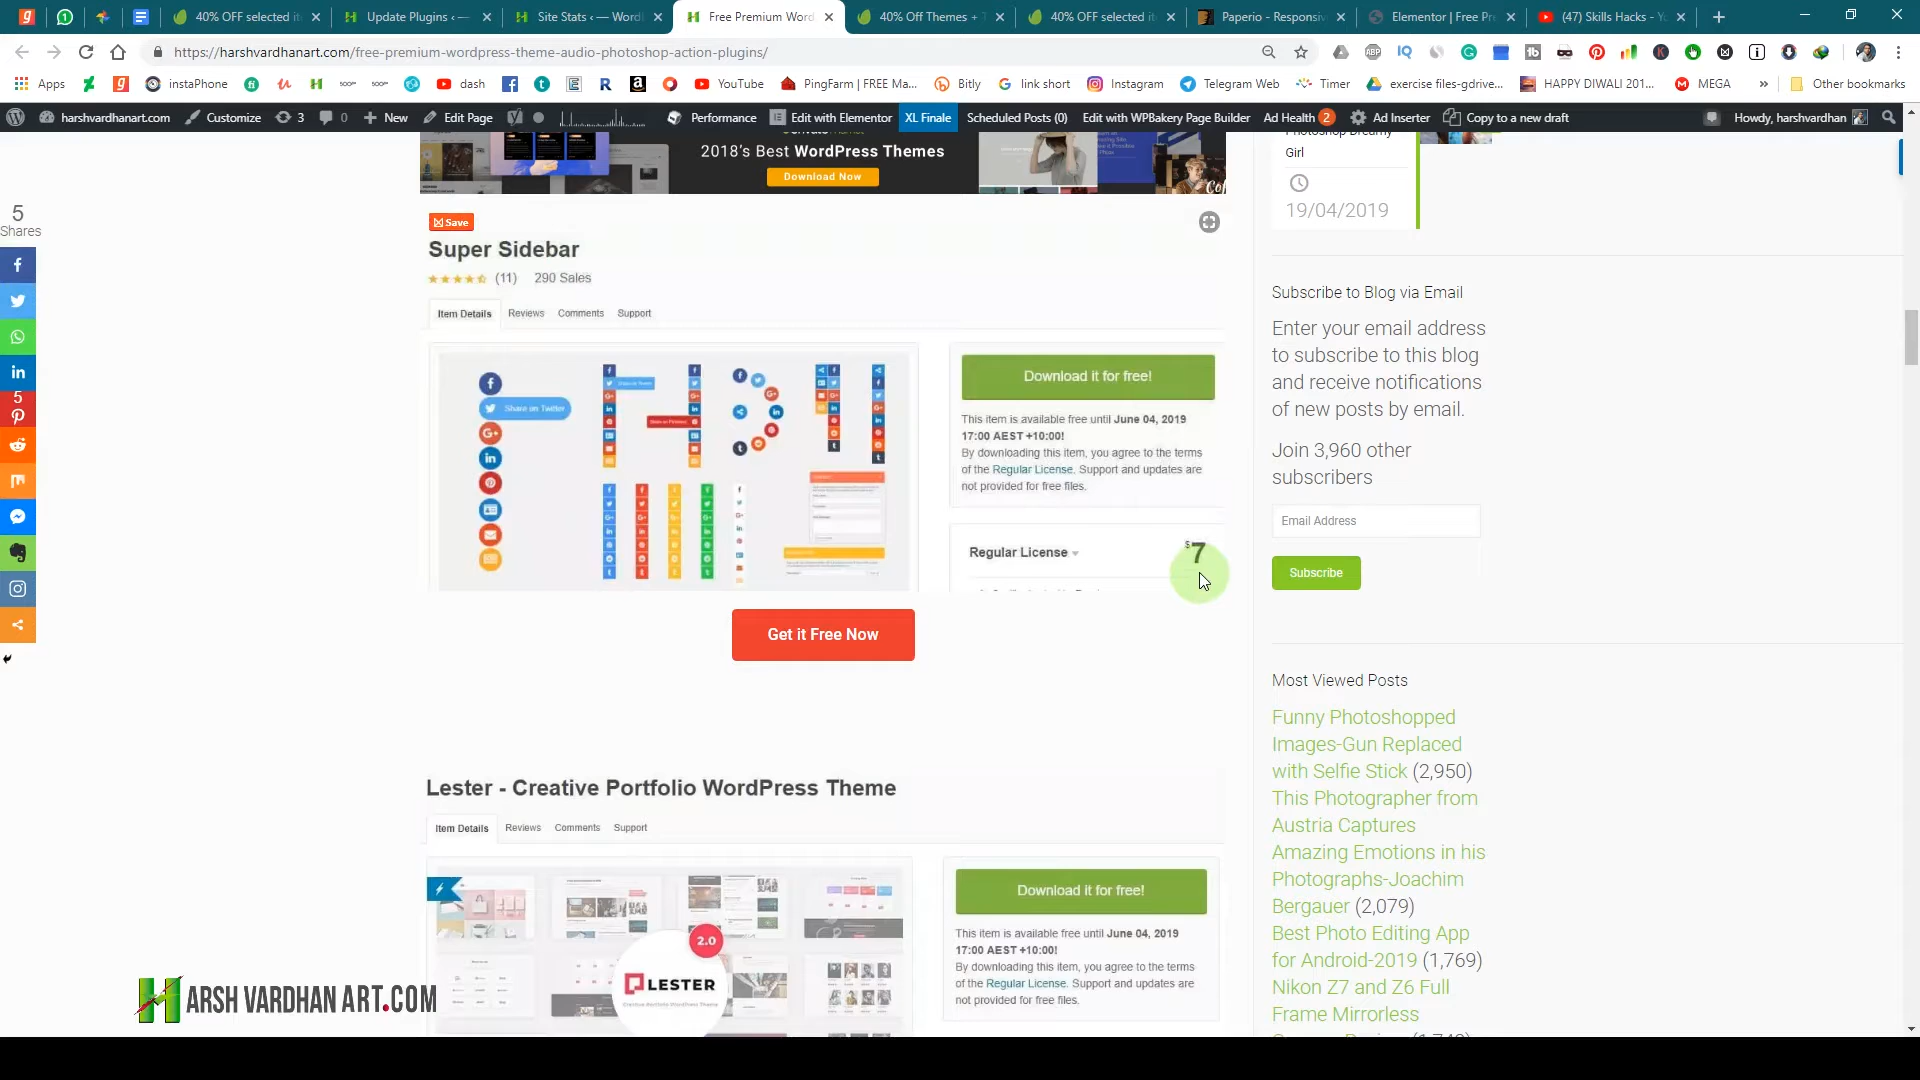 40% OFF selected it
Update Plugins ‹ —
Site Stats ‹ — Word
Free Premium Word
40% Off Themes + T
40% OFF selected it
Paperio - Responsiv
Elementor | Free Pr
(47) Skills Hacks - Y
https://harshvardhanart.com/free-premium-wordpress-theme-audio-photoshop-action-plugins/
Apps
instaPhone
dash
YouTube
PingFarm | FREE Ma...
Bitly
link short
Instagram
Telegram Web
Timer
exercise files-gdrive...
HAPPY DIWALI 201...
MEGA
Other bookmarks
harshvardhanart.com
Customize
3
0
New
Edit Page
Performance
Edit with Elementor
XL Finale
Scheduled Posts (0)
Edit with WPBakery Page Builder
Ad Health 2
Ad Inserter
Copy to a new draft
Howdy, harshvardhan
2018's Best WordPress Themes
Download Now
5
Shares
5
Save
Super Sidebar
(11) 290 Sales
Item Details Reviews Comments Support
Share on Twitter
Download it for free!
This item is available free until June 04, 2019
17:00 AEST +10:00!
By downloading this item, you agree to the terms
of the Regular License. Support and updates are
not provided for free files.
Regular License
$7
Get it Free Now
Lester - Creative Portfolio WordPress Theme
Item Details Reviews Comments Support
2.0
LESTER
Creative Portfolio WordPress Theme
Download it for free!
This item is available free until June 04, 2019
17:00 AEST +10:00!
By downloading this item, you agree to the terms
of the Regular License. Support and updates are
not provided for free files.
Photoshop Dreamy
Girl
19/04/2019
Subscribe to Blog via Email
Enter your email address
to subscribe to this blog
and receive notifications
of new posts by email.
Join 3,960 other
subscribers
Email Address
Subscribe
Most Viewed Posts
Funny Photoshopped
Images-Gun Replaced
with Selfie Stick (2,950)
This Photographer from
Austria Captures
Amazing Emotions in his
Photographs-Joachim
Bergauer (2,079)
Best Photo Editing App
for Android-2019 (1,769)
Nikon Z7 and Z6 Full
Frame Mirrorless
HARSH VARDHAN ART.COM